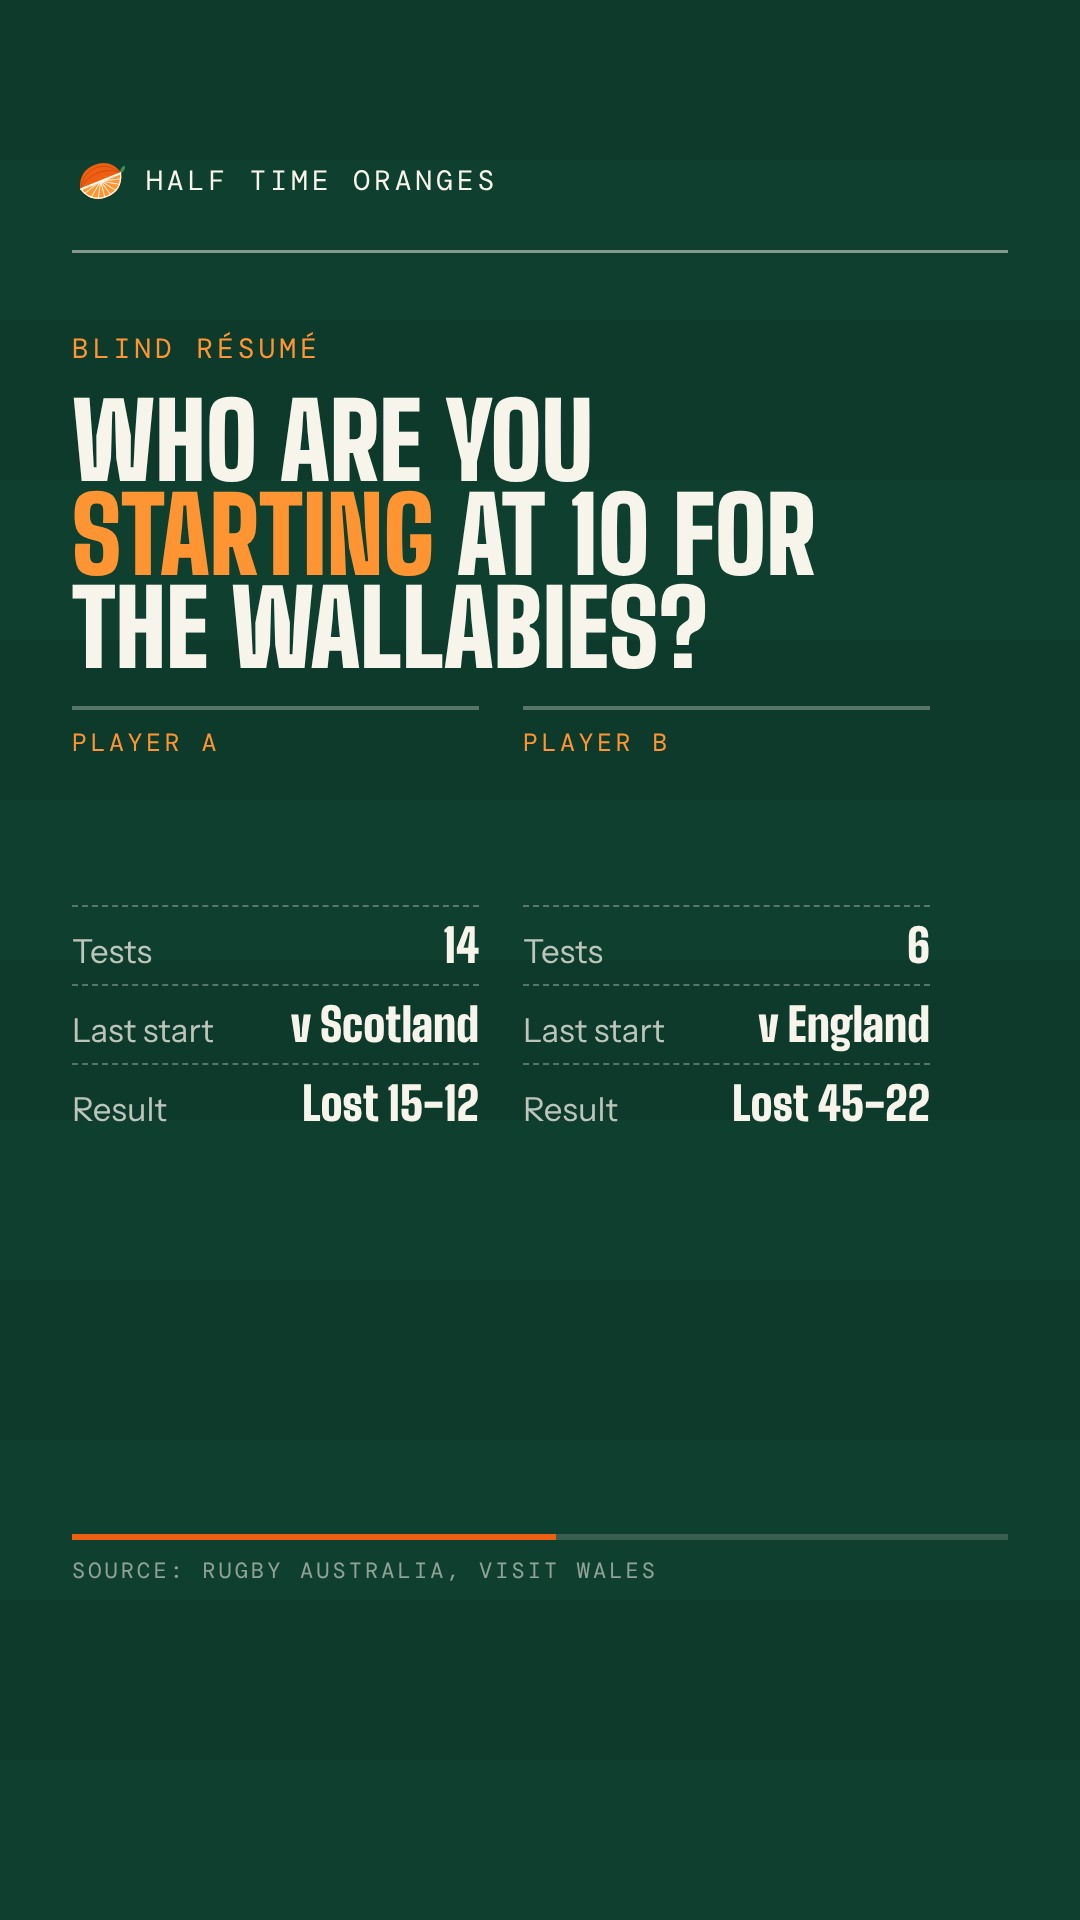 HALF TIME ORANGES
BLIND RÉSUMÉ
WHO ARE YOU
STARTING AT 10 FOR
THE WALLABIES?
PLAYER A
Tests 14
Last start v Scotland
Result Lost 15–12
PLAYER B
Tests 6
Last start v England
Result Lost 45–22
SOURCE: RUGBY AUSTRALIA, VISIT WALES